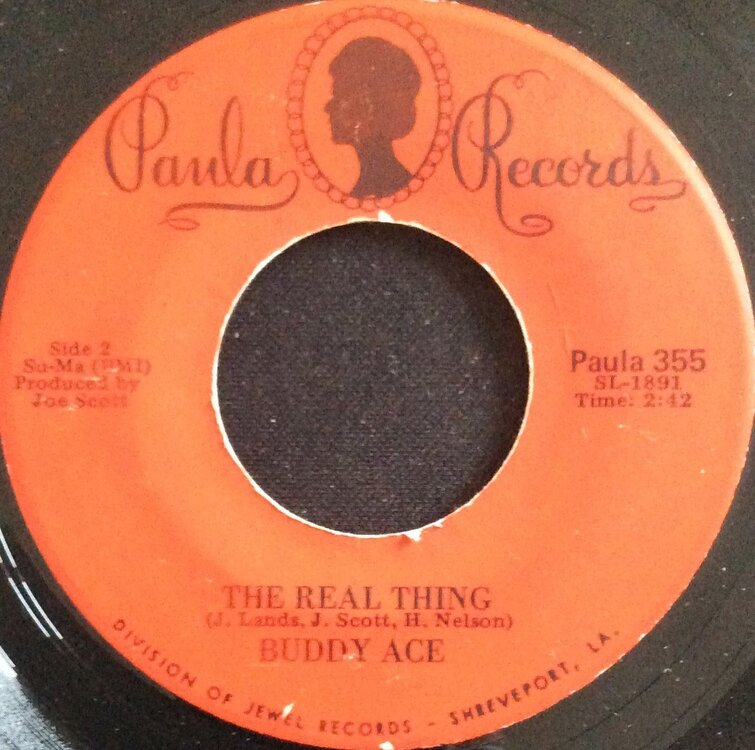 Paula Records
Side 2
Su-Ma (BMI)
Produced by
Joe Scott
Paula 355
SL-1891
Time: 2:42
THE REAL THING
(J. Lands, J. Scott, H. Nelson)
BUDDY ACE
DIVISION OF JEWEL RECORDS - SHREVEPORT, LA.